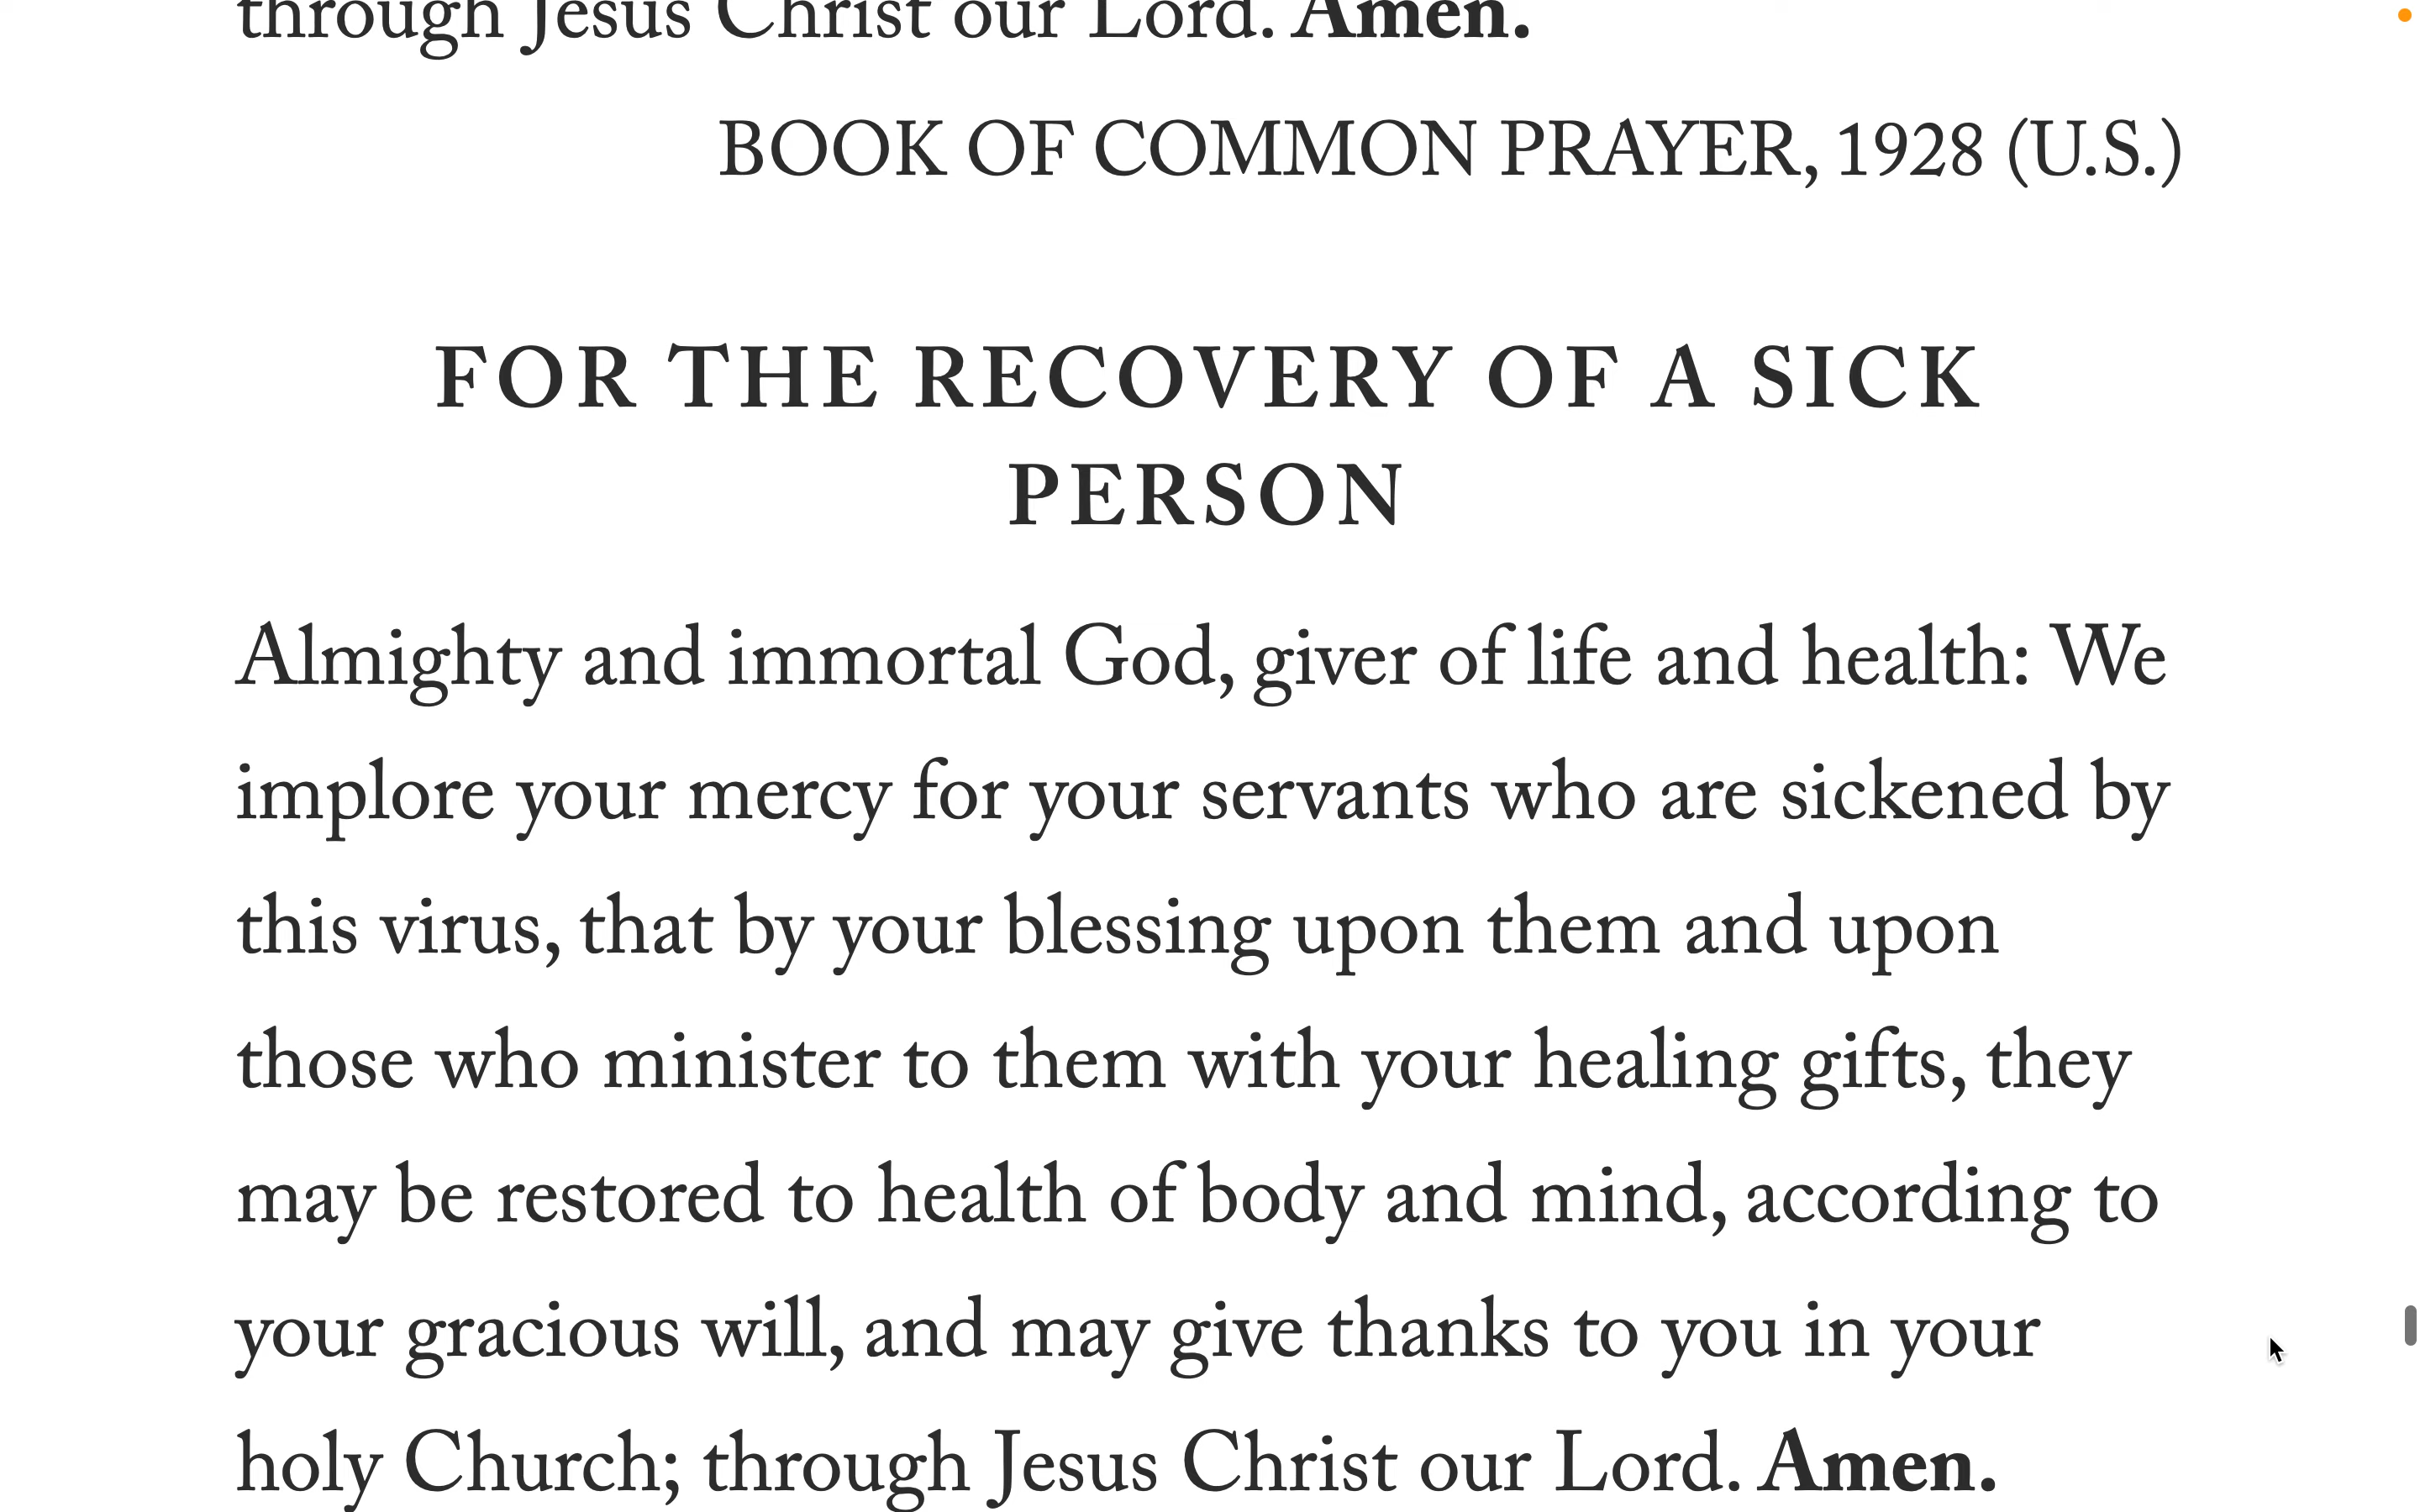 through Jesus Christ our Lord. Amen.
BOOK OF COMMON PRAYER, 1928 (U.S.)
FOR THE RECOVERY OF A SICK
PERSON
Almighty and immortal God, giver of life and health: We
implore your mercy for your servants who are sickened by
this virus, that by your blessing upon them and upon
those who minister to them with your healing gifts, they
may be restored to health of body and mind, according to
your gracious will, and may give thanks to you in your
holy Church; through Jesus Christ our Lord. Amen.